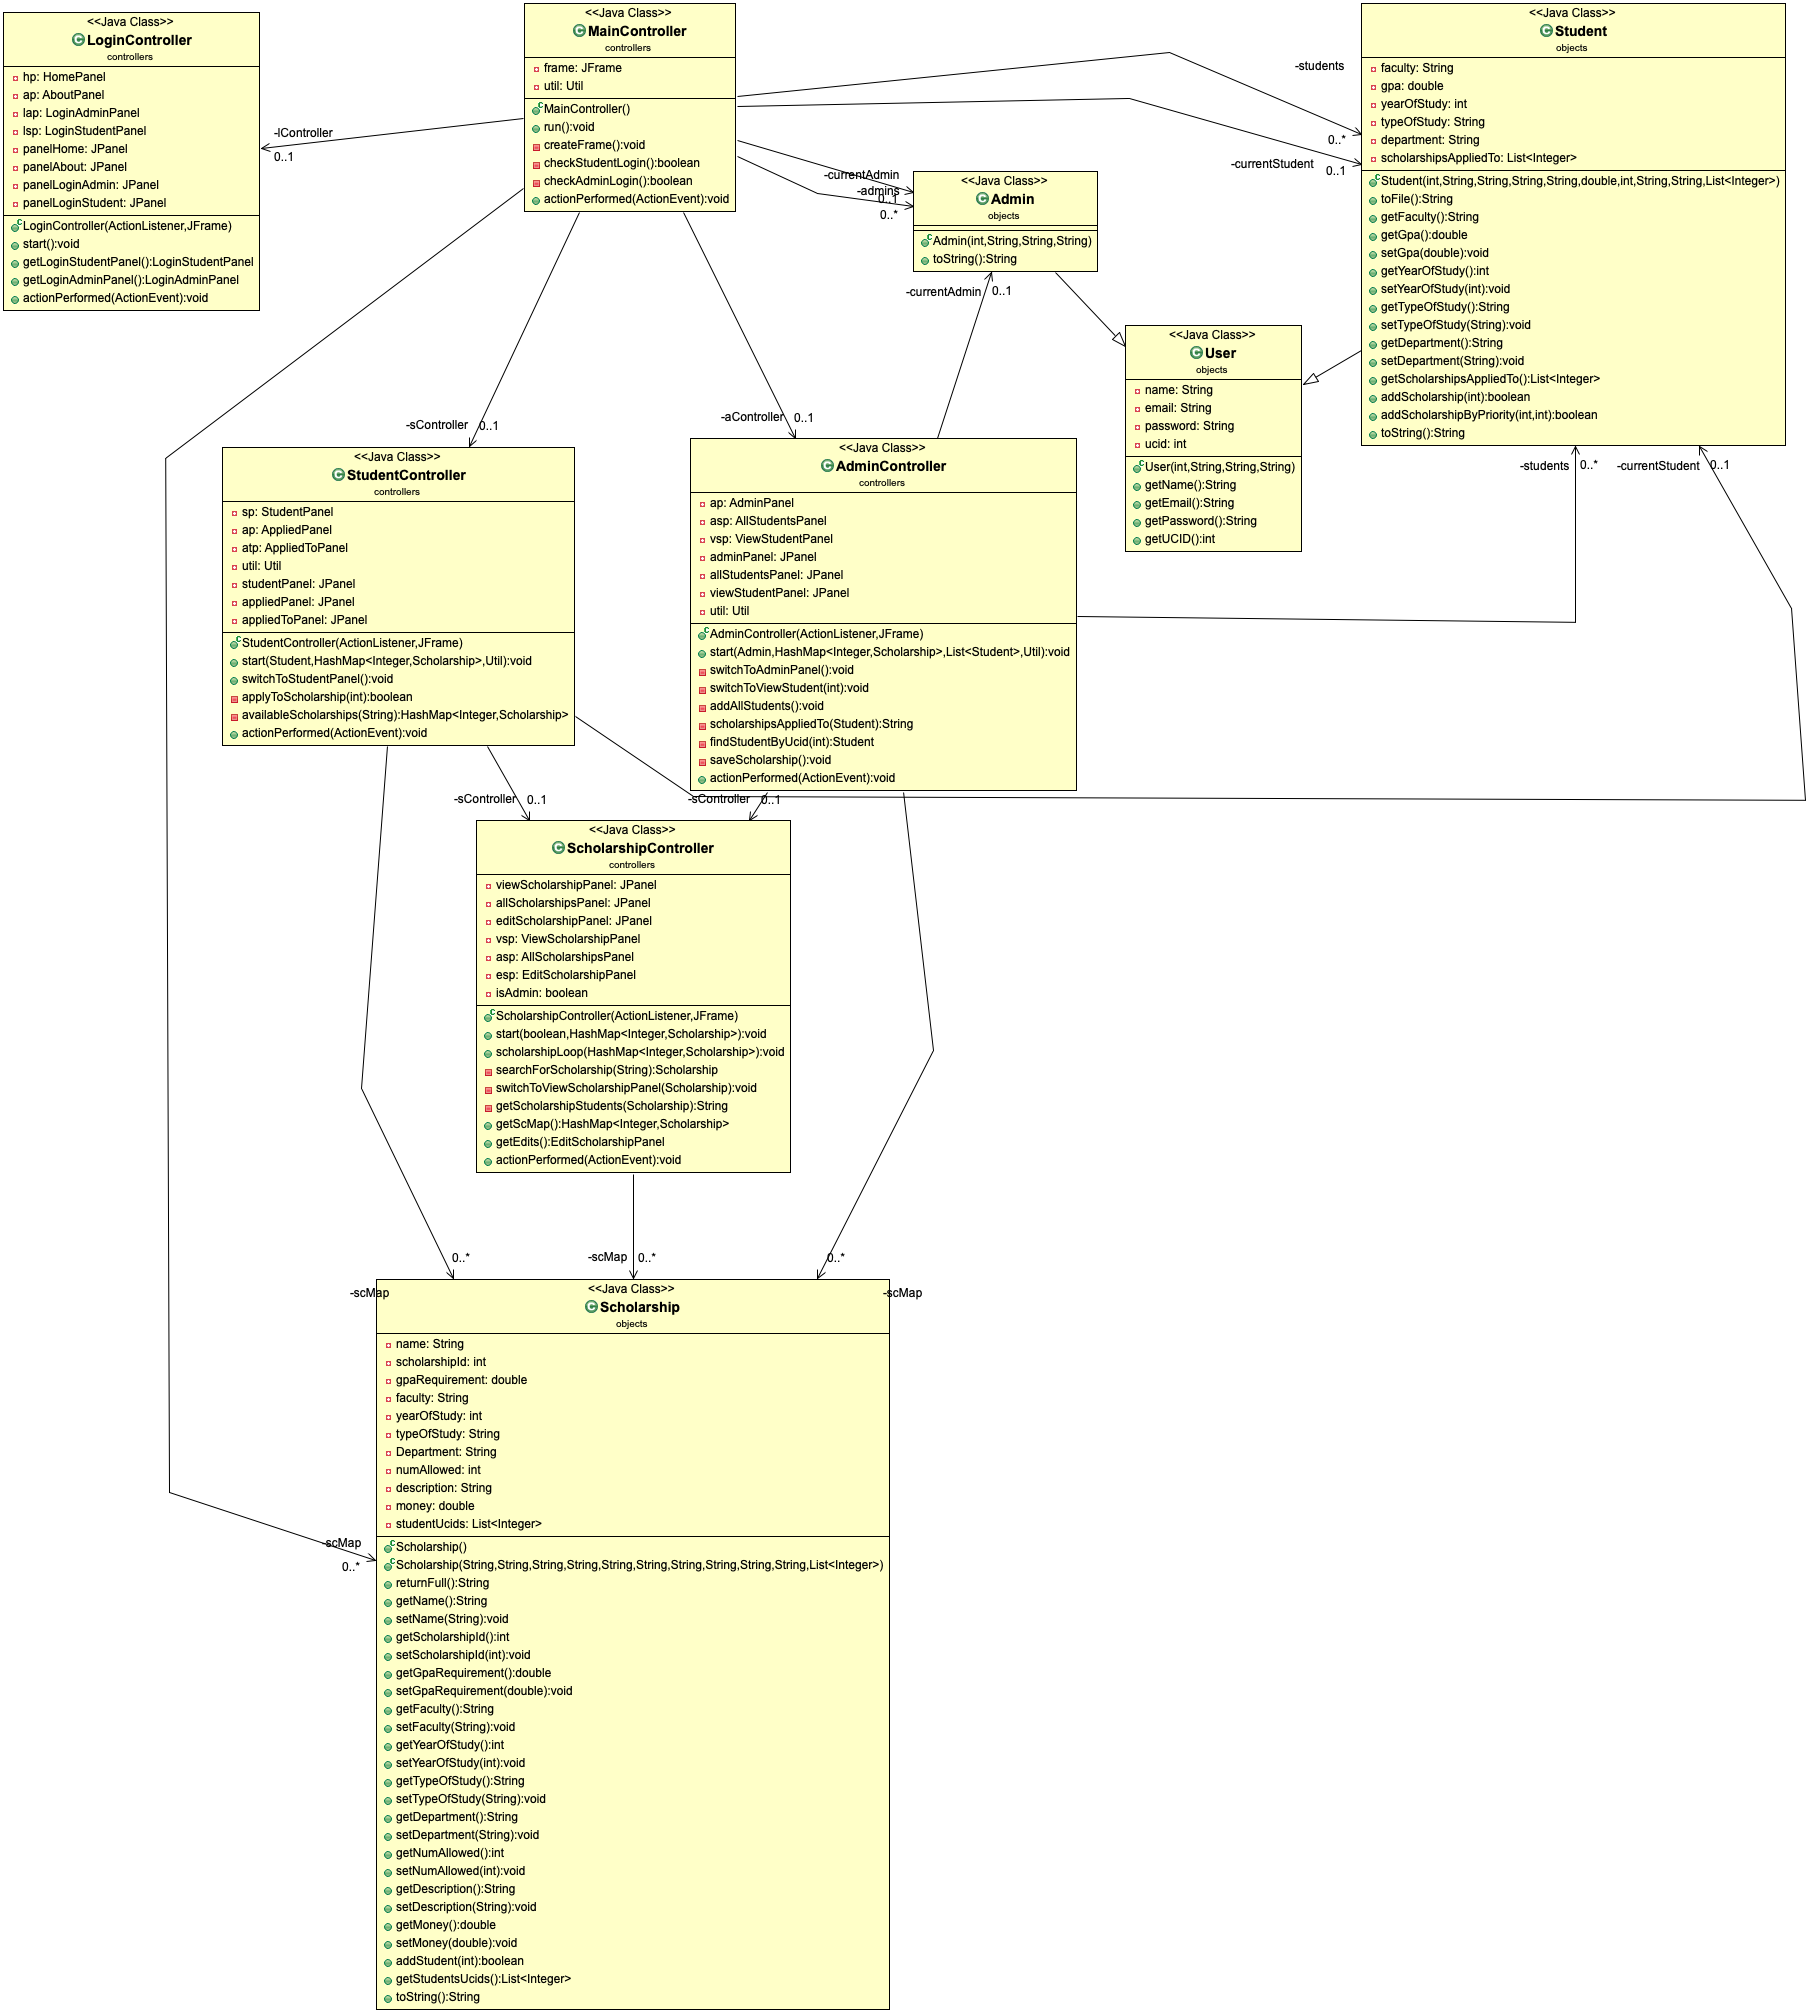 <<Java Class>>
LoginController
controllers
hp: HomePanel
ap: AboutPanel
lap: LoginAdminPanel
lsp: LoginStudentPanel
panelHome: JPanel
panelAbout: JPanel
panelLoginAdmin: JPanel
panelLoginStudent: JPanel
LoginController(ActionListener,JFrame)
start():void
getLoginStudentPanel():LoginStudentPanel
getLoginAdminPanel():LoginAdminPanel
actionPerformed(ActionEvent):void
<<Java Class>>
MainController
controllers
frame: JFrame
util: Util
MainController()
run():void
createFrame():void
checkStudentLogin():boolean
checkAdminLogin():boolean
actionPerformed(ActionEvent):void
-lController
0..1
-students
0..*
-currentStudent
0..1
-currentAdmin
0..1
-admins
0..*
<<Java Class>>
Student
objects
faculty: String
gpa: double
yearOfStudy: int
typeOfStudy: String
department: String
scholarshipsAppliedTo: List<Integer>
Student(int,String,String,String,String,double,int,String,String,List<Integer>)
toFile():String
getFaculty():String
getGpa():double
setGpa(double):void
getYearOfStudy():int
setYearOfStudy(int):void
getTypeOfStudy():String
setTypeOfStudy(String):void
getDepartment():String
setDepartment(String):void
getScholarshipsAppliedTo():List<Integer>
addScholarship(int):boolean
addScholarshipByPriority(int,int):boolean
toString():String
<<Java Class>>
Admin
objects
Admin(int,String,String,String)
toString():String
-currentAdmin
0..1
<<Java Class>>
User
objects
name: String
email: String
password: String
ucid: int
User(int,String,String,String)
getName():String
getEmail():String
getPassword():String
getUCID():int
-sController
0..1
-aController
0..1
-students
0..*
-currentStudent
0..1
<<Java Class>>
StudentController
controllers
sp: StudentPanel
ap: AppliedPanel
atp: AppliedToPanel
util: Util
studentPanel: JPanel
appliedPanel: JPanel
appliedToPanel: JPanel
StudentController(ActionListener,JFrame)
start(Student,HashMap<Integer,Scholarship>,Util):void
switchToStudentPanel():void
applyToScholarship(int):boolean
availableScholarships(String):HashMap<Integer,Scholarship>
actionPerformed(ActionEvent):void
<<Java Class>>
AdminController
controllers
ap: AdminPanel
asp: AllStudentsPanel
vsp: ViewStudentPanel
adminPanel: JPanel
allStudentsPanel: JPanel
viewStudentPanel: JPanel
util: Util
AdminController(ActionListener,JFrame)
start(Admin,HashMap<Integer,Scholarship>,List<Student>,Util):void
switchToAdminPanel():void
switchToViewStudent(int):void
addAllStudents():void
scholarshipsAppliedTo(Student):String
findStudentByUcid(int):Student
saveScholarship():void
actionPerformed(ActionEvent):void
-sController
0..1
-sController
0..1
<<Java Class>>
ScholarshipController
controllers
viewScholarshipPanel: JPanel
allScholarshipsPanel: JPanel
editScholarshipPanel: JPanel
vsp: ViewScholarshipPanel
asp: AllScholarshipsPanel
esp: EditScholarshipPanel
isAdmin: boolean
ScholarshipController(ActionListener,JFrame)
start(boolean,HashMap<Integer,Scholarship>):void
scholarshipLoop(HashMap<Integer,Scholarship>):void
searchForScholarship(String):Scholarship
switchToViewScholarshipPanel(Scholarship):void
getScholarshipStudents(Scholarship):String
getScMap():HashMap<Integer,Scholarship>
getEdits():EditScholarshipPanel
actionPerformed(ActionEvent):void
0..*
-scMap
0..*
0..*
-scMap
-scMap
-scMap
0..*
<<Java Class>>
Scholarship
objects
name: String
scholarshipId: int
gpaRequirement: double
faculty: String
yearOfStudy: int
typeOfStudy: String
Department: String
numAllowed: int
description: String
money: double
studentUcids: List<Integer>
Scholarship()
Scholarship(String,String,String,String,String,String,String,String,String,String,List<Integer>)
returnFull():String
getName():String
setName(String):void
getScholarshipId():int
setScholarshipId(int):void
getGpaRequirement():double
setGpaRequirement(double):void
getFaculty():String
setFaculty(String):void
getYearOfStudy():int
setYearOfStudy(int):void
getTypeOfStudy():String
setTypeOfStudy(String):void
getDepartment():String
setDepartment(String):void
getNumAllowed():int
setNumAllowed(int):void
getDescription():String
setDescription(String):void
getMoney():double
setMoney(double):void
addStudent(int):boolean
getStudentsUcids():List<Integer>
toString():String